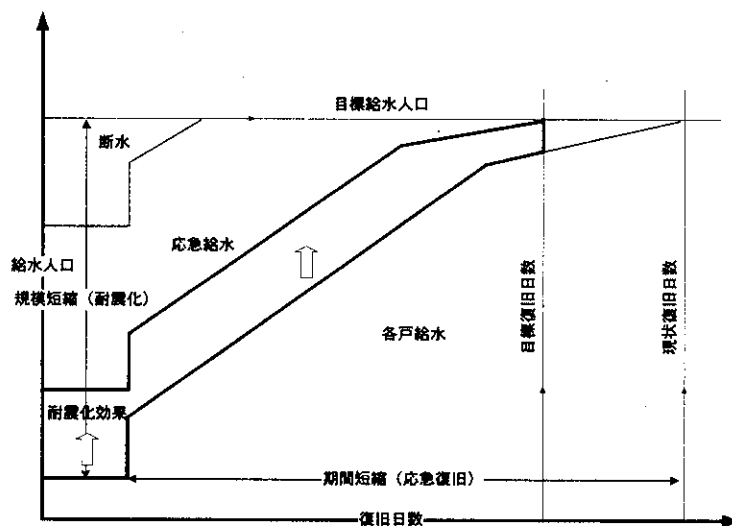 目標給水人口
断水
応急給水
給水人口
規模短縮(耐震化)
各戸給水
目標復旧日数
現状復旧日数
耐震化効果
期間短縮(応急復旧)
復旧日数